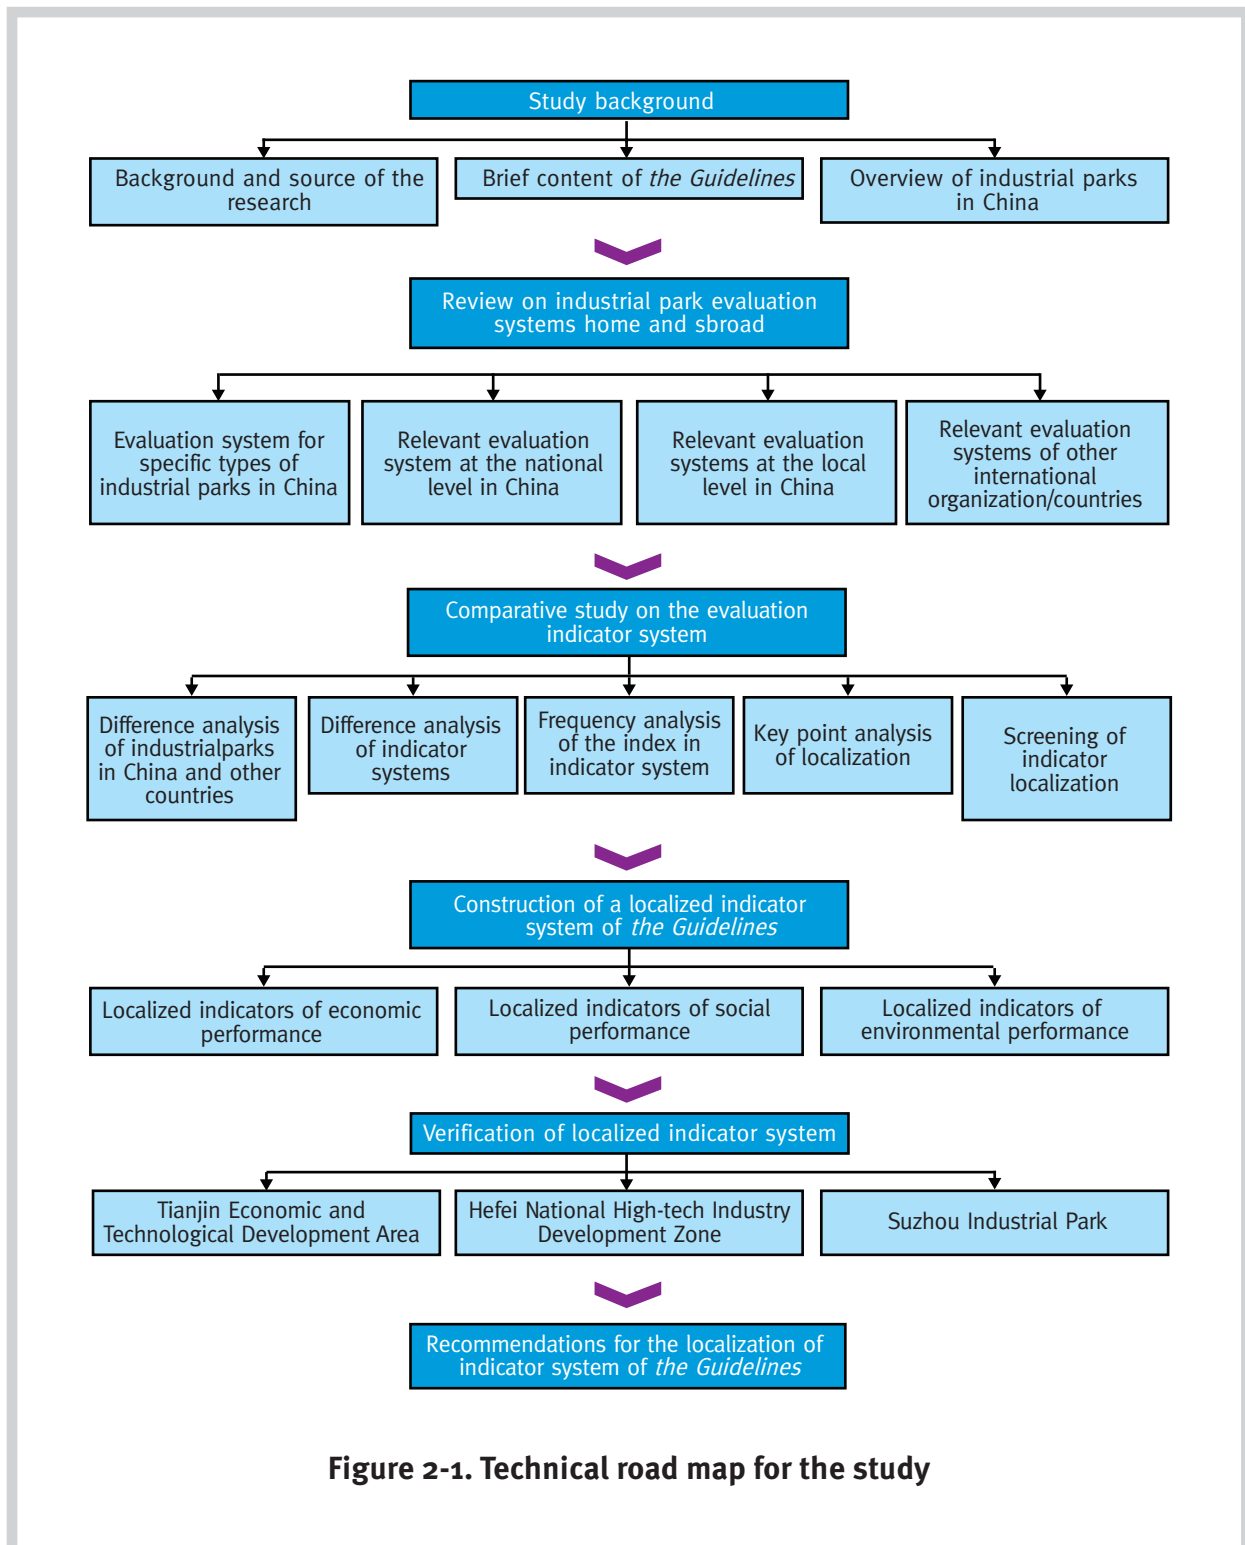 Study background
Background and source of the
research
Brief content of the Guidelines
Overview of industrial parks
in China
Review on industrial park evaluation
systems home and sbroad
Evaluation system for
specific types of
industrial parks in China
Relevant evaluation
system at the national
level in China
Relevant evaluation
systems at the local
level in China
Relevant evaluation
systems of other
international
organization/countries
Comparative study on the evaluation
indicator system
Difference analysis
of industrialparks
in China and other
countries
Difference analysis
of indicator
systems
Frequency analysis
of the index in
indicator system
Key point analysis
of localization
Screening of
indicator
localization
Construction of a localized indicator
system of the Guidelines
Localized indicators of economic
performance
Localized indicators of social
performance
Localized indicators of
environmental performance
Verification of localized indicator system
Tianjin Economic and
Technological Development Area
Hefei National High-tech Industry
Development Zone
Suzhou Industrial Park
Recommendations for the localization of
indicator system of the Guidelines
Figure 2-1. Technical road map for the study